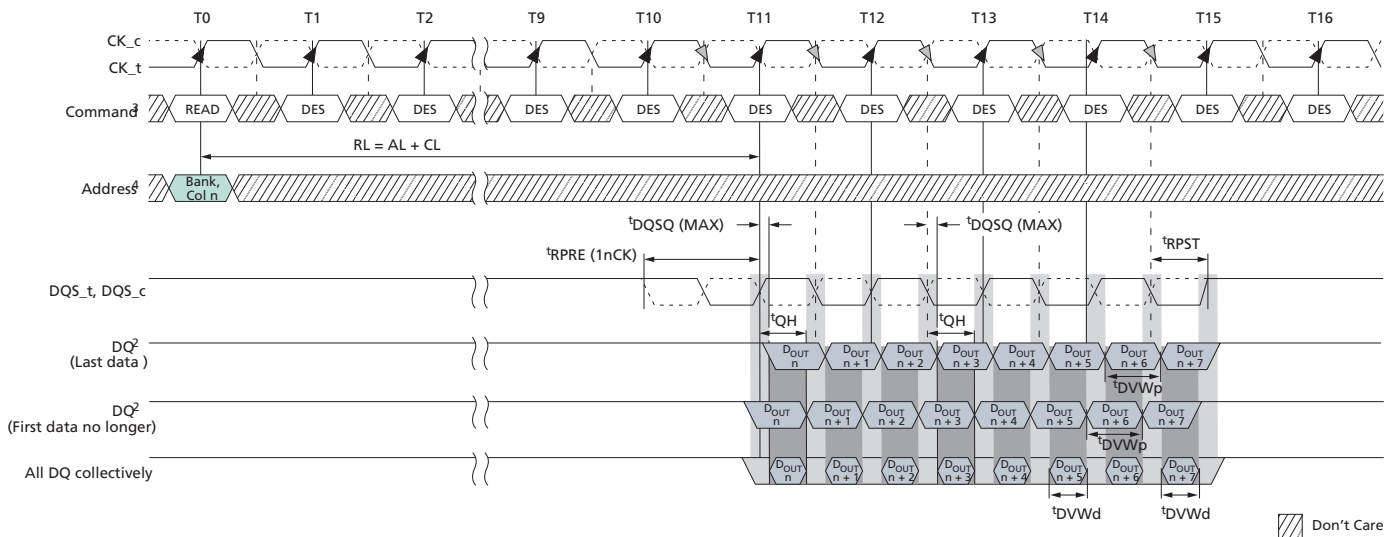 T0 T1 T2 T9 T10 T11 T12 T13 T14 T15 T16
CK_c
CK_t
Command3 READ DES DES DES DES DES DES DES DES DES DES
RL = AL + CL
Address4 Bank,
Col n
tDQSQ (MAX) tDQSQ (MAX)
tRPRE (1nCK) tRPST
DQS_t, DQS_c
tQH tQH
DQ2 DOUT DOUT DOUT DOUT DOUT DOUT DOUT DOUT
(Last data ) n n + 1 n + 2 n + 3 n + 4 n + 5 n + 6 n + 7
tDVWp
DQ2 DOUT DOUT DOUT DOUT DOUT DOUT DOUT DOUT
(First data no longer) n n + 1 n + 2 n + 3 n + 4 n + 5 n + 6 n + 7
tDVWp
All DQ collectively DOUT DOUT DOUT DOUT DOUT DOUT DOUT DOUT
n n + 1 n + 2 n + 3 n + 4 n + 5 n + 6 n + 7
tDVWd tDVWd
Don't Care